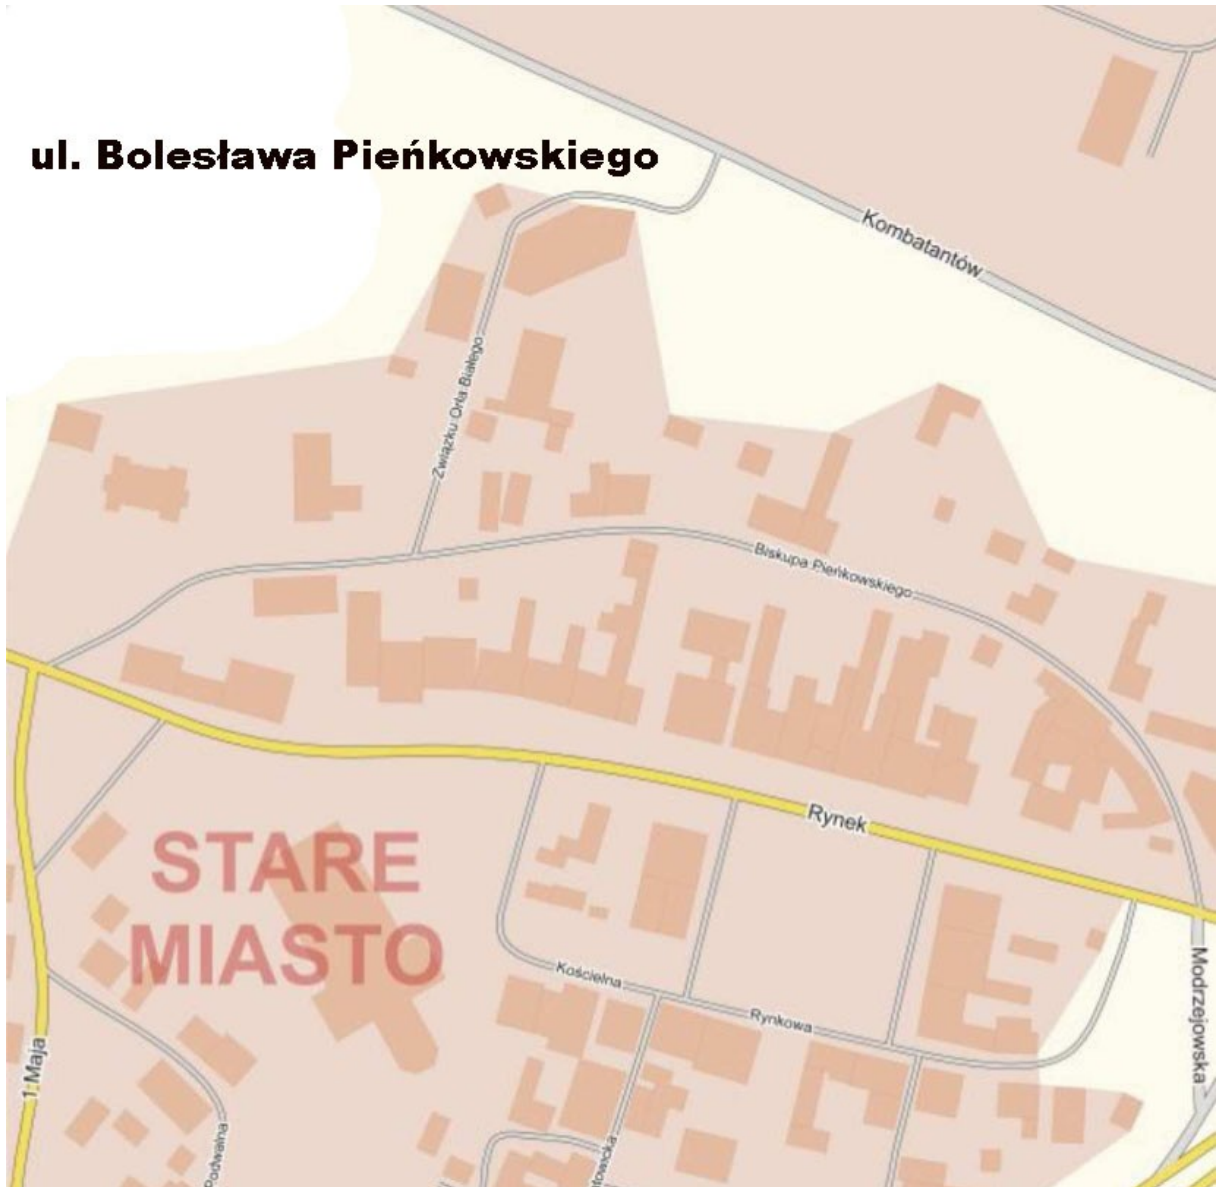 ul. Bolesława Pieńkowskiego
Kombatantów
Związku Orła Białego
Biskupa Pieńkowskiego
Rynek
STARE
MIASTO
Kościelna
Rynkowa
Modrzejowska
1 Maja
Podwalna